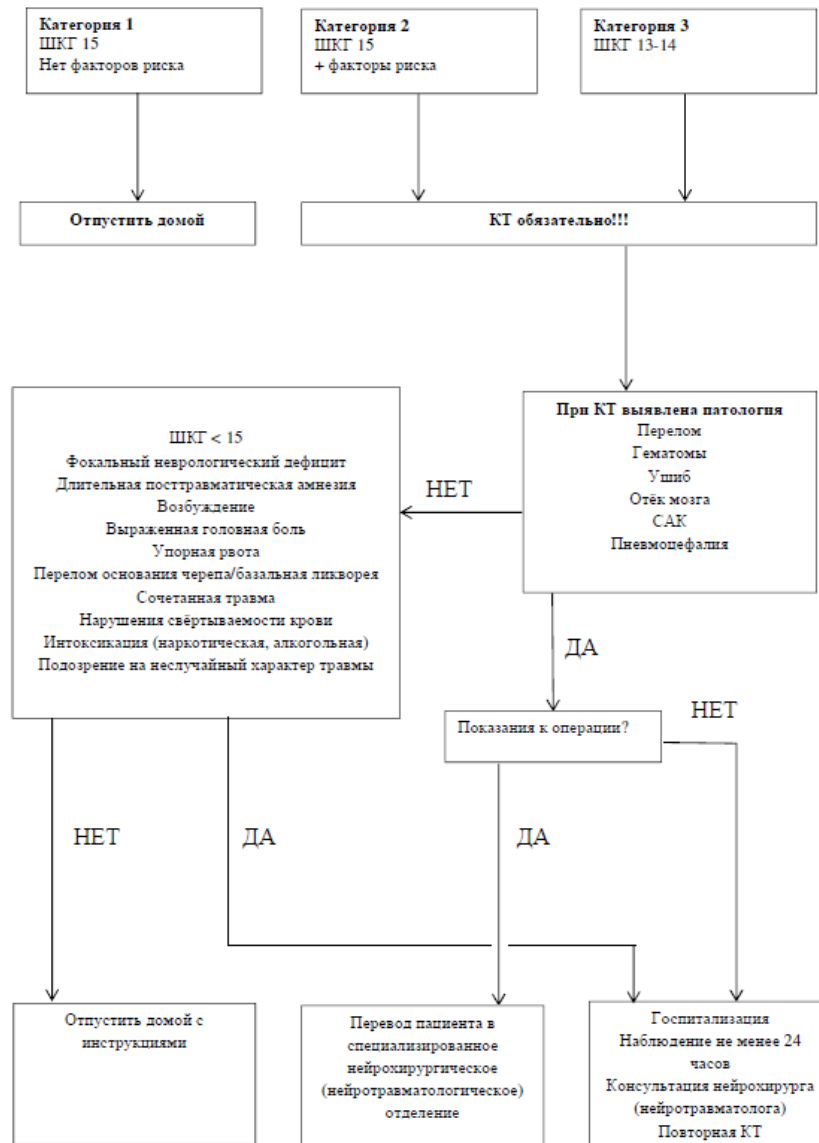 Категория 1
ШКГ 15
Нет факторов риска
Категория 2
ШКГ 15
+ факторы риска
Категория 3
ШКГ 13-14
Отпустить домой
КТ обязательно!!!
При КТ выявлена патология
Перелом
Гематомы
Ушиб
Отёк мозга
САК
Пневмоцефалия
НЕТ
ШКГ < 15
Фокальный неврологический дефицит
Длительная посттравматическая амнезия
Возбуждение
Выраженная головная боль
Упорная рвота
Перелом основания черепа/базальная ликворея
Сочетанная травма
Нарушения свёртываемости крови
Интоксикация (наркотическая, алкогольная)
Подозрение на неслучайный характер травмы
ДА
Показания к операции?
НЕТ
НЕТ
ДА
ДА
Отпустить домой с
инструкциями
Перевод пациента в
специализированное
нейрохирургическое
(нейротравматологическое)
отделение
Госпитализация
Наблюдение не менее 24
часов
Консультация нейрохирурга
(нейротравматолога)
Повторная КТ